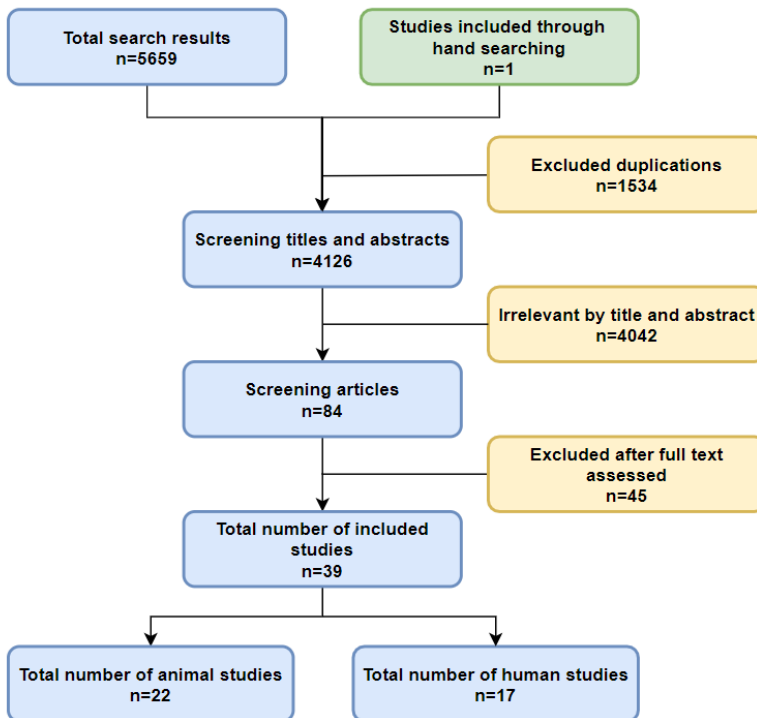 Total search results
n=5659
Studies included through
hand searching
n=1
Excluded duplications
n=1534
Screening titles and abstracts
n=4126
Irrelevant by title and abstract
n=4042
Screening articles
n=84
Excluded after full text
assessed
n=45
Total number of included
studies
n=39
Total number of animal studies
n=22
Total number of human studies
n=17